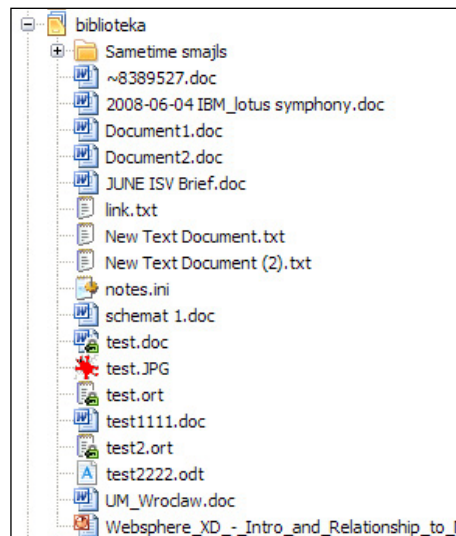 biblioteka
Sametime smajls
~8389527.doc
2008-06-04 IBM_lotus symphony.doc
Document1.doc
Document2.doc
JUNE ISV Brief.doc
link.txt
New Text Document.txt
New Text Document (2).txt
notes.ini
schemat 1.doc
test.doc
test.JPG
test.ort
test1111.doc
test2.ort
test2222.odt
UM_Wroclaw.doc
Websphere_XD_-_Intro_and_Relationship_to_